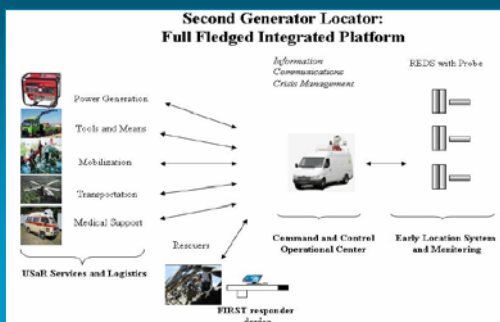 Second Generator Locator:
Full Fledged Integrated Platform
Information
Communications
Crisis Management
REDS with Probe
Power Generation
Tools and Means
Mobilization
Transportation
Medical Support
USaR Services and Logistics
Rescuers
FIRST responder
device
Command and Control
Operational Center
Early Location System
and Monitoring